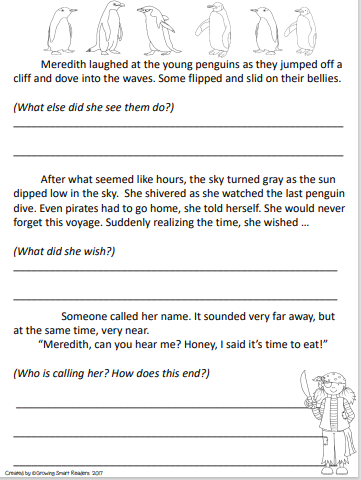 Meredith laughed at the young penguins as they jumped off a
cliff and dove into the waves. Some flipped and slid on their bellies.
(What else did she see them do?)
After what seemed like hours, the sky turned gray as the sun
dipped low in the sky.  She shivered as she watched the last penguin
dive. Even pirates had to go home, she told herself. She would never
forget this voyage. Suddenly realizing the time, she wished …
(What did she wish?)
Someone called her name. It sounded very far away, but
at the same time, very near.
“Meredith, can you hear me? Honey, I said it’s time to eat!”
(Who is calling her? How does this end?)
Created by ©Growing Smart Readers 2017